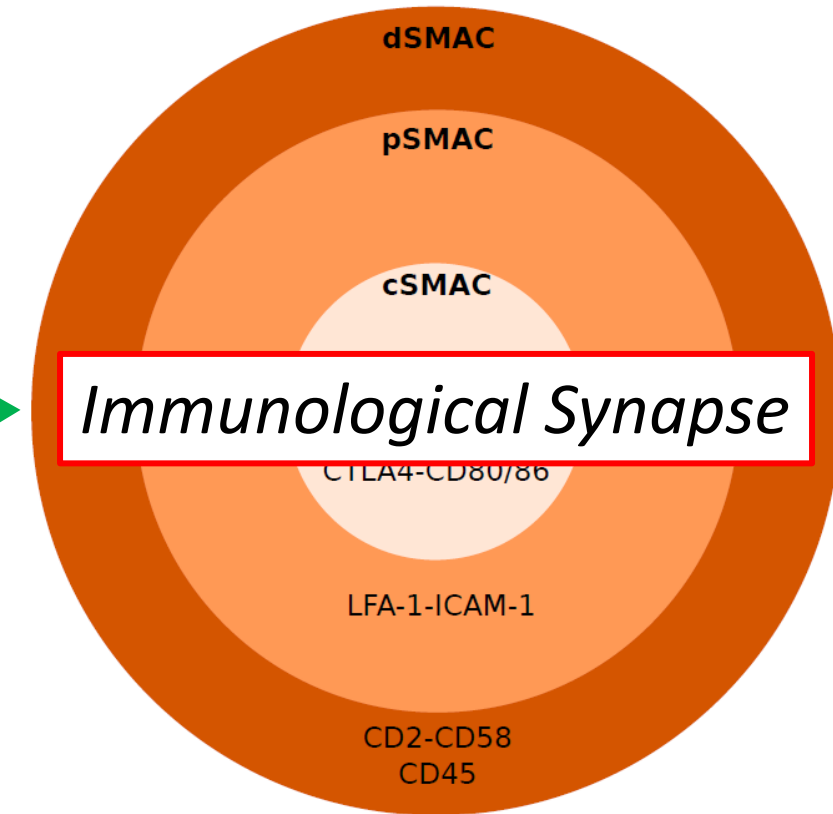 dSMAC
pSMAC
cSMAC
Immunological Synapse
CTLA4-CD80/86
LFA-1-ICAM-1
CD2-CD58
CD45